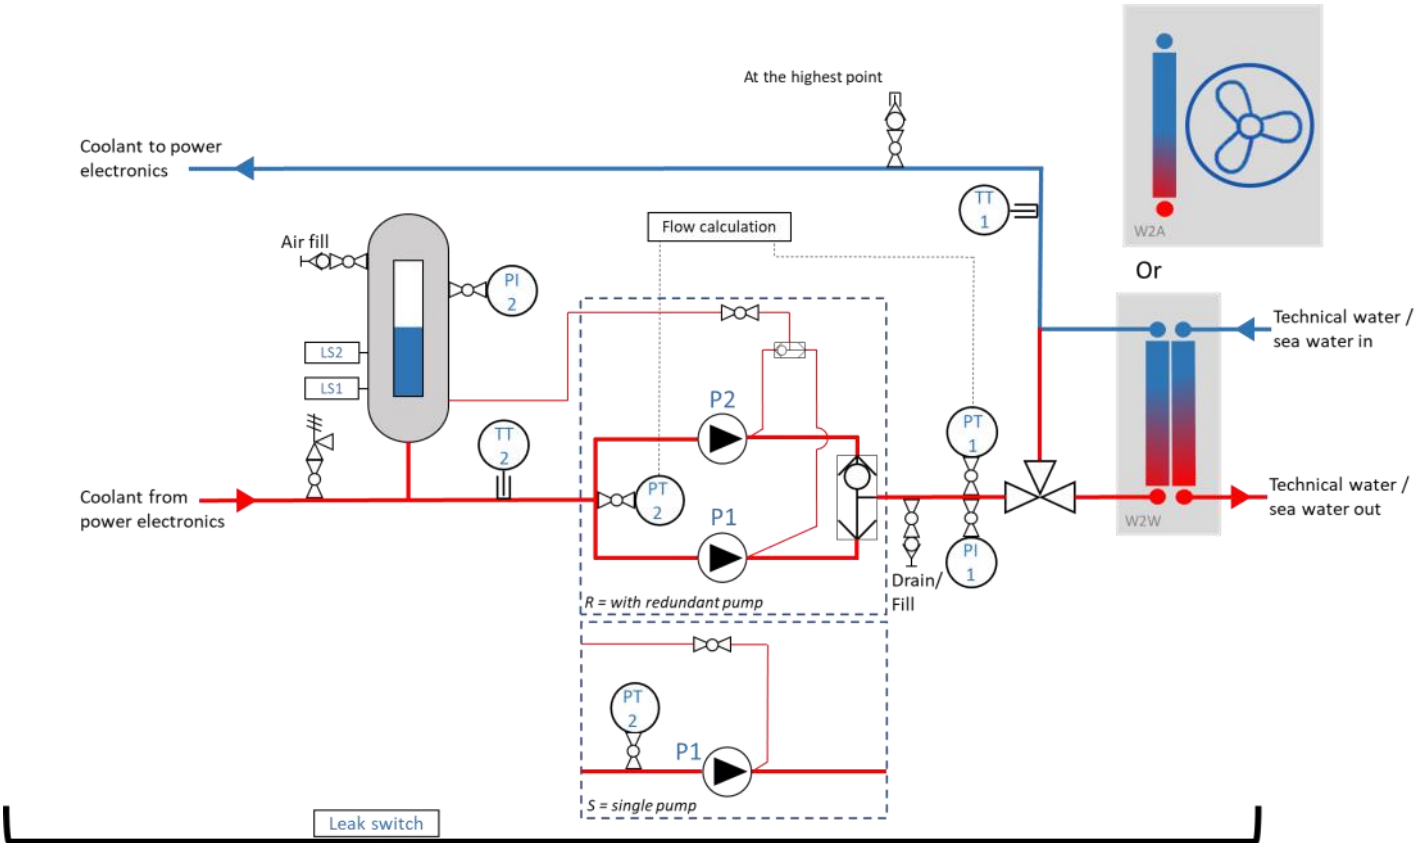 At the highest point
Coolant to power
electronics
TT
1
W2A
Or
Flow calculation
Air fill
PI
2
Technical water /
sea water in
LS2
LS1
P2
PT
1
TT
2
Coolant from
power electronics
PT
2
P1
Technical water /
sea water out
W2W
PI
1
Drain/
Fill
R = with redundant pump
PT
2
P1
S = single pump
Leak switch